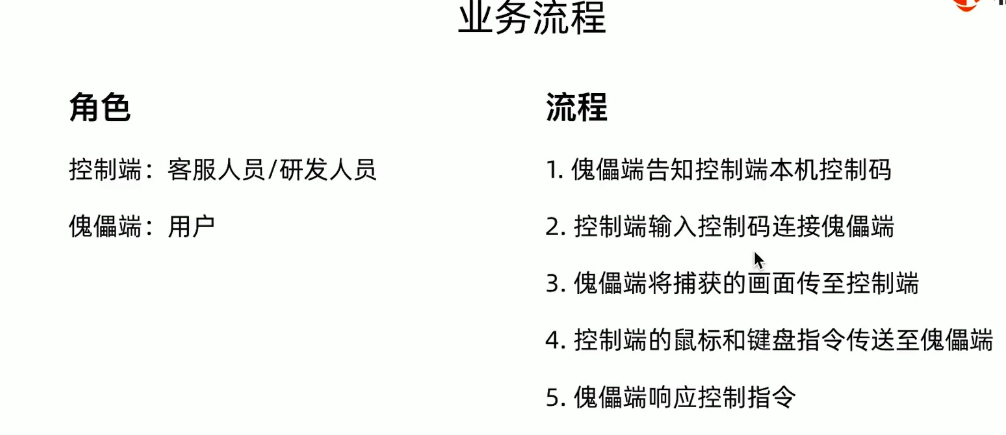 业务流程
角色
控制端：客服人员/研发人员
傀儡端：用户
流程
1. 傀儡端告知控制端本机控制码
2. 控制端输入控制码连接傀儡端
3. 傀儡端将捕获的画面传至控制端
4. 控制端的鼠标和键盘指令传送至傀儡端
5. 傀儡端响应控制指令